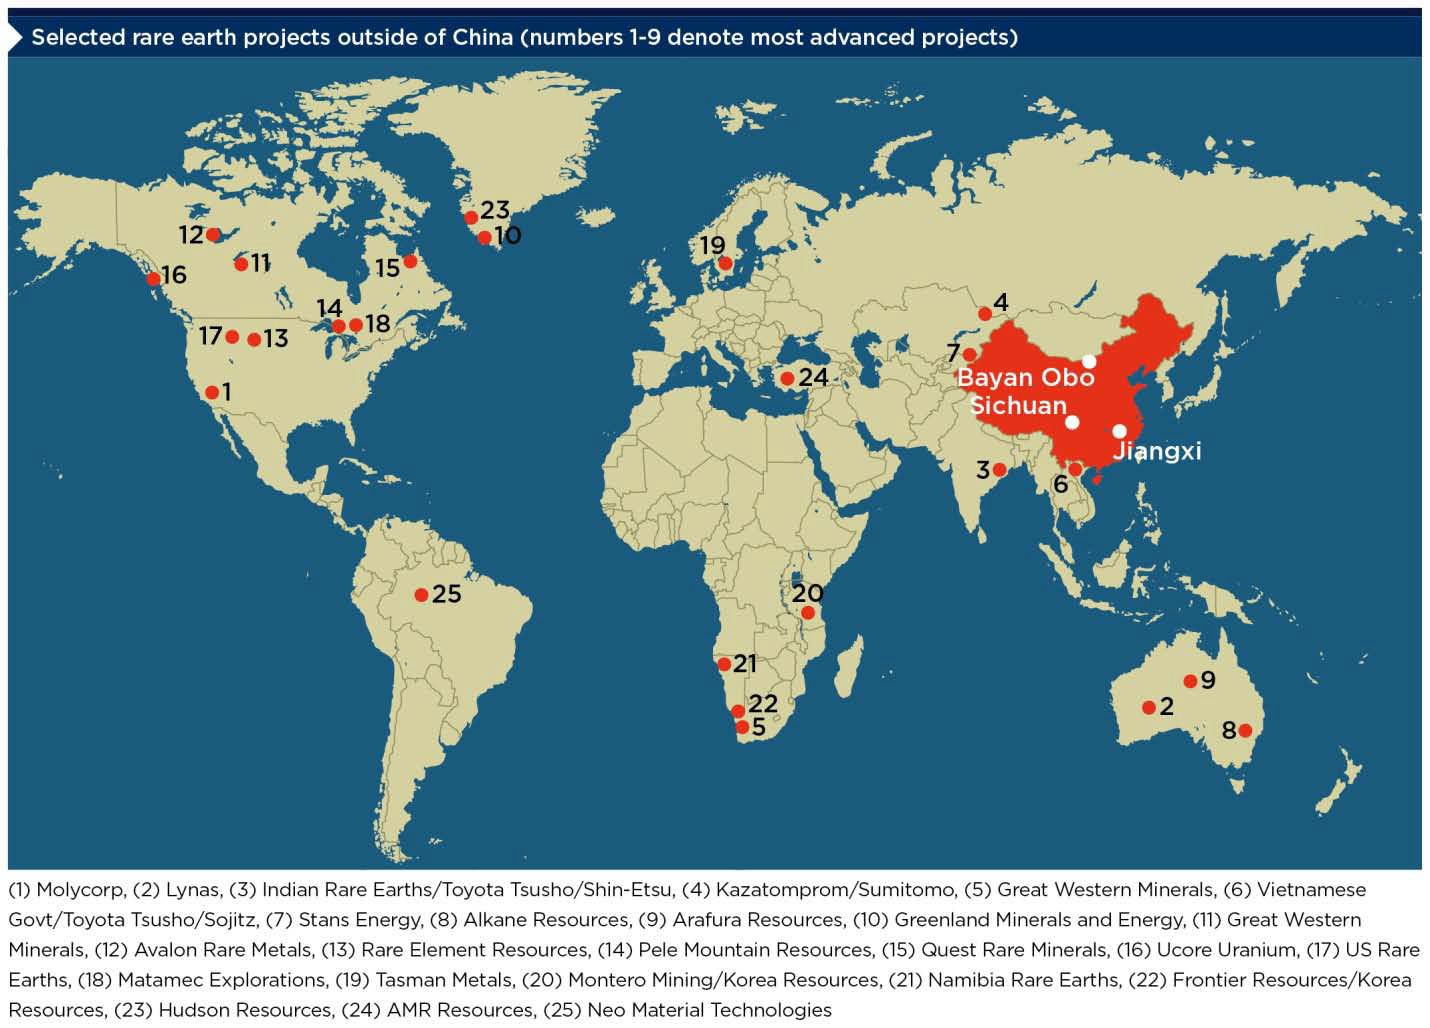 Selected rare earth projects outside of China (numbers 1-9 denote most advanced projects)
23
10
12
11
15
16
19
14
18
4
17
13
7
24
Bayan Obo
1
Sichuan
Jiangxi
3
6
25
20
21
9
22
2
5
8
(1) Molycorp, (2) Lynas, (3) Indian Rare Earths/Toyota Tsusho/Shin-Etsu, (4) Kazatomprom/Sumitomo, (5) Great Western Minerals, (6) Vietnamese
Govt/Toyota Tsusho/Sojitz, (7) Stans Energy, (8) Alkane Resources, (9) Arafura Resources, (10) Greenland Minerals and Energy, (11) Great Western
Minerals, (12) Avalon Rare Metals, (13) Rare Element Resources, (14) Pele Mountain Resources, (15) Quest Rare Minerals, (16) Ucore Uranium, (17) US Rare
Earths, (18) Matamec Explorations, (19) Tasman Metals, (20) Montero Mining/Korea Resources, (21) Namibia Rare Earths, (22) Frontier Resources/Korea
Resources, (23) Hudson Resources, (24) AMR Resources, (25) Neo Material Technologies